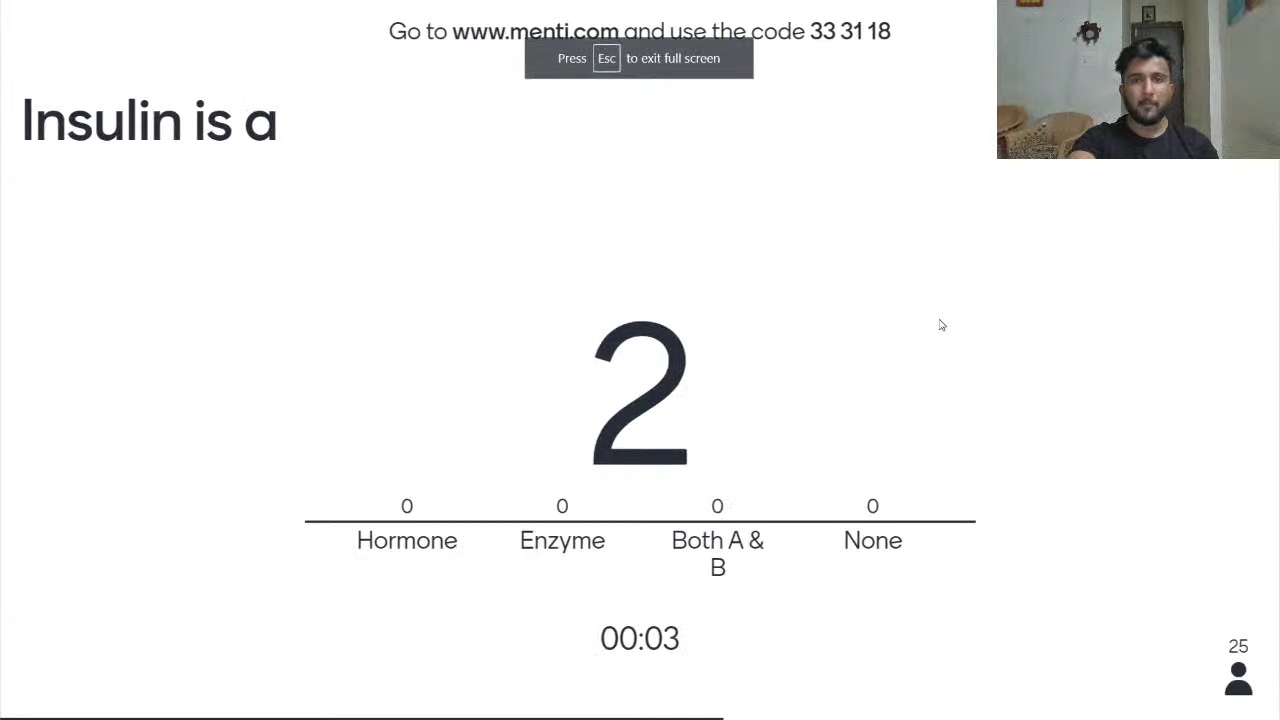 Go to www.menti.com and use the code 33 31 18
Press Esc to exit full screen
Insulin is a
2
0 0 0 0
Hormone Enzyme Both A & B None
00:03
25